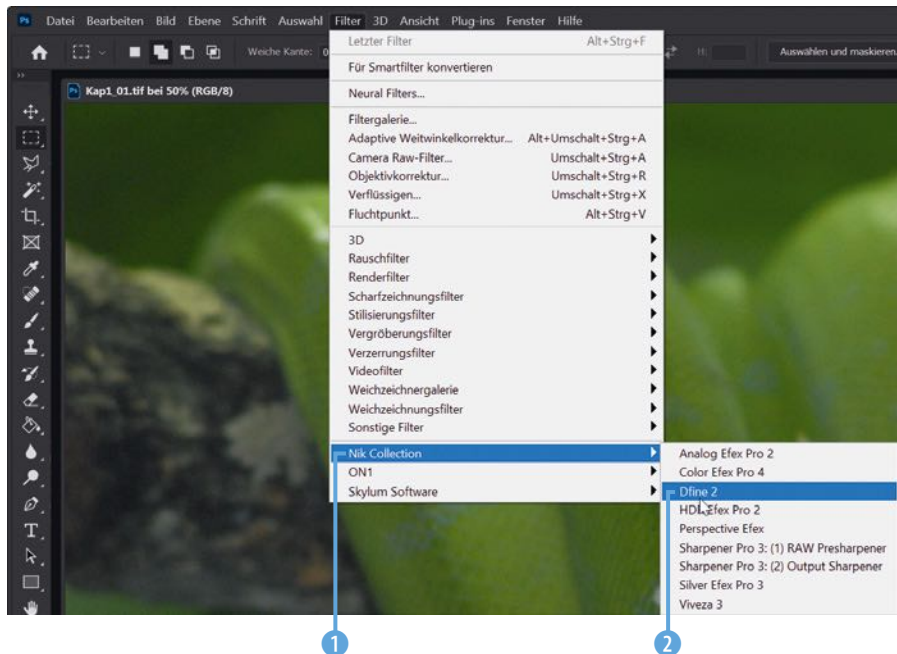 Ps Datei Bearbeiten Bild Ebene Schrift Auswahl Filter 3D Ansicht Plug-ins Fenster Hilfe
Weiche Kante: 0 H: Auswählen und maskieren.
Ps Kap1_01.tif bei 50% (RGB/8)
Letzter Filter Alt+Strg+F
Für Smartfilter konvertieren
Neural Filters...
Filtergalerie...
Adaptive Weitwinkelkorrektur... Alt+Umschalt+Strg+A
Camera Raw-Filter... Umschalt+Strg+A
Objektivkorrektur... Umschalt+Strg+R
Verflüssigen... Umschalt+Strg+X
Fluchtpunkt... Alt+Strg+V
3D
Rauschfilter
Renderfilter
Scharfzeichnungsfilter
Stilisierungsfilter
Vergröberungsfilter
Verzerrungsfilter
Videofilter
Weichzeichnergalerie
Weichzeichnungsfilter
Sonstige Filter
Nik Collection
ON1
Skylum Software
Analog Efex Pro 2
Color Efex Pro 4
Dfine 2
HDR Efex Pro 2
Perspective Efex
Sharpener Pro 3: (1) RAW Presharpener
Sharpener Pro 3: (2) Output Sharpener
Silver Efex Pro 3
Viveza 3
1 2